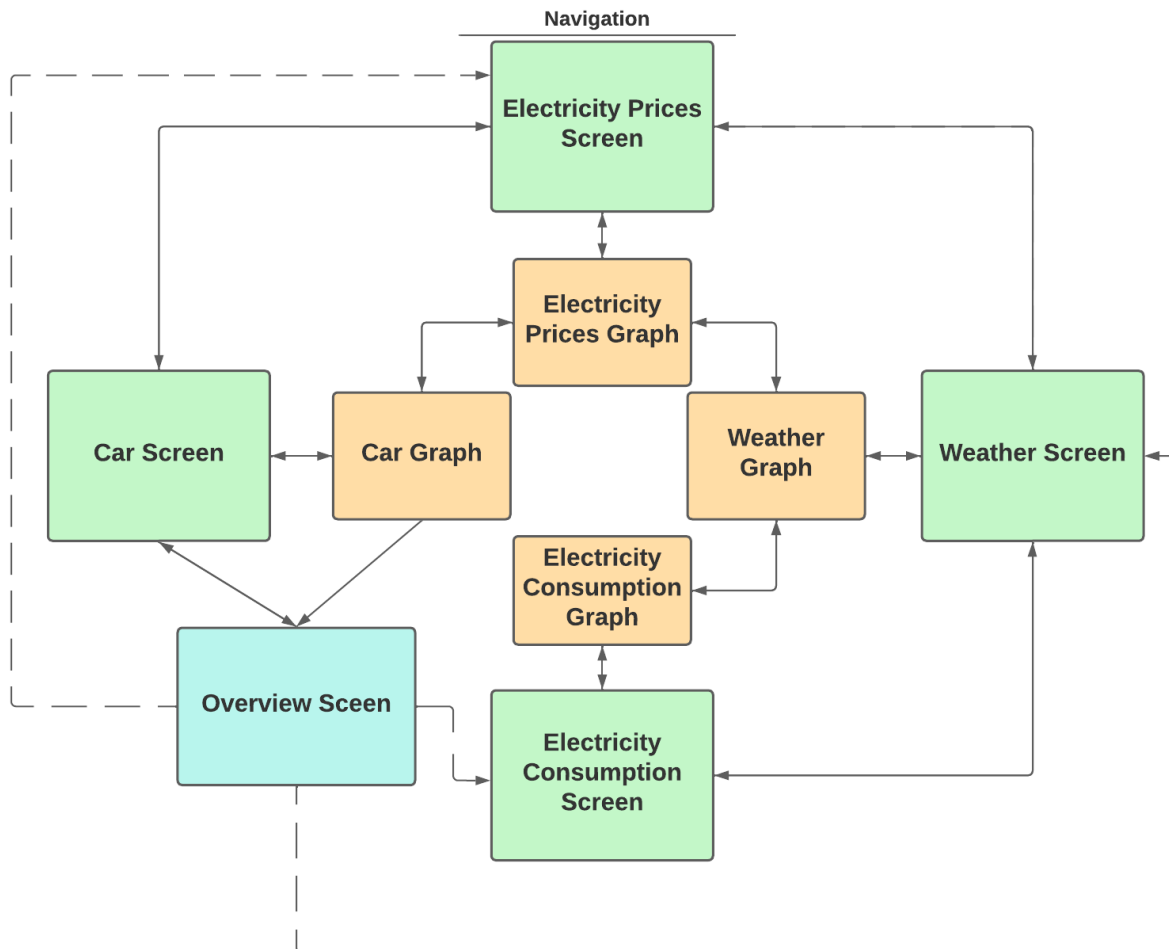 Navigation
Electricity Prices
Screen
Electricity
Prices Graph
Car Screen
Car Graph
Weather
Graph
Weather Screen
Electricity
Consumption
Graph
Overview Sceen
Electricity
Consumption
Screen